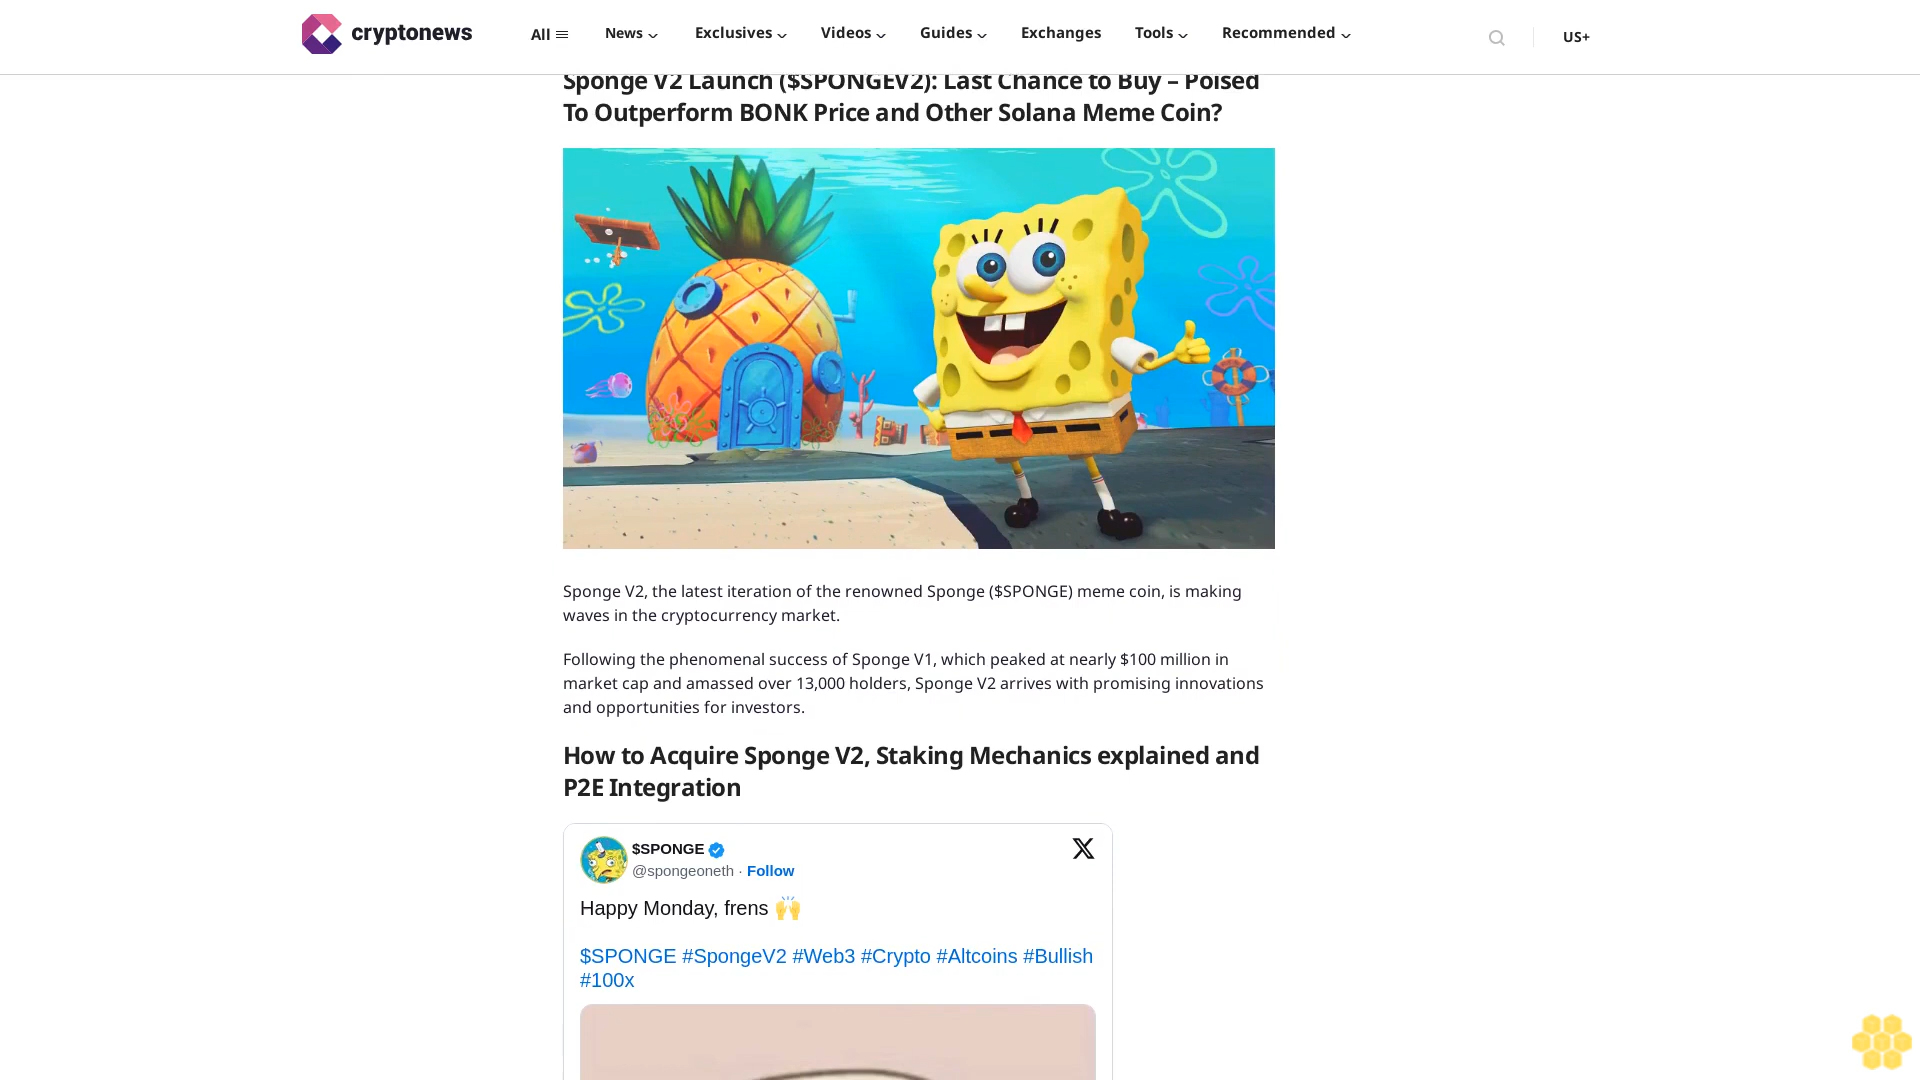 cryptonews
All
News
Exclusives
Videos
Guides
Exchanges
Tools
Recommended
US+
Sponge V2 Launch ($SPONGEV2): Last Chance to Buy – Poised
To Outperform BONK Price and Other Solana Meme Coin?
Sponge V2, the latest iteration of the renowned Sponge ($SPONGE) meme coin, is making
waves in the cryptocurrency market.
Following the phenomenal success of Sponge V1, which peaked at nearly $100 million in
market cap and amassed over 13,000 holders, Sponge V2 arrives with promising innovations
and opportunities for investors.
How to Acquire Sponge V2, Staking Mechanics explained and
P2E Integration
$SPONGE
@spongeoneth · Follow
Happy Monday, frens 🙌
$SPONGE #SpongeV2 #Web3 #Crypto #Altcoins #Bullish
#100x